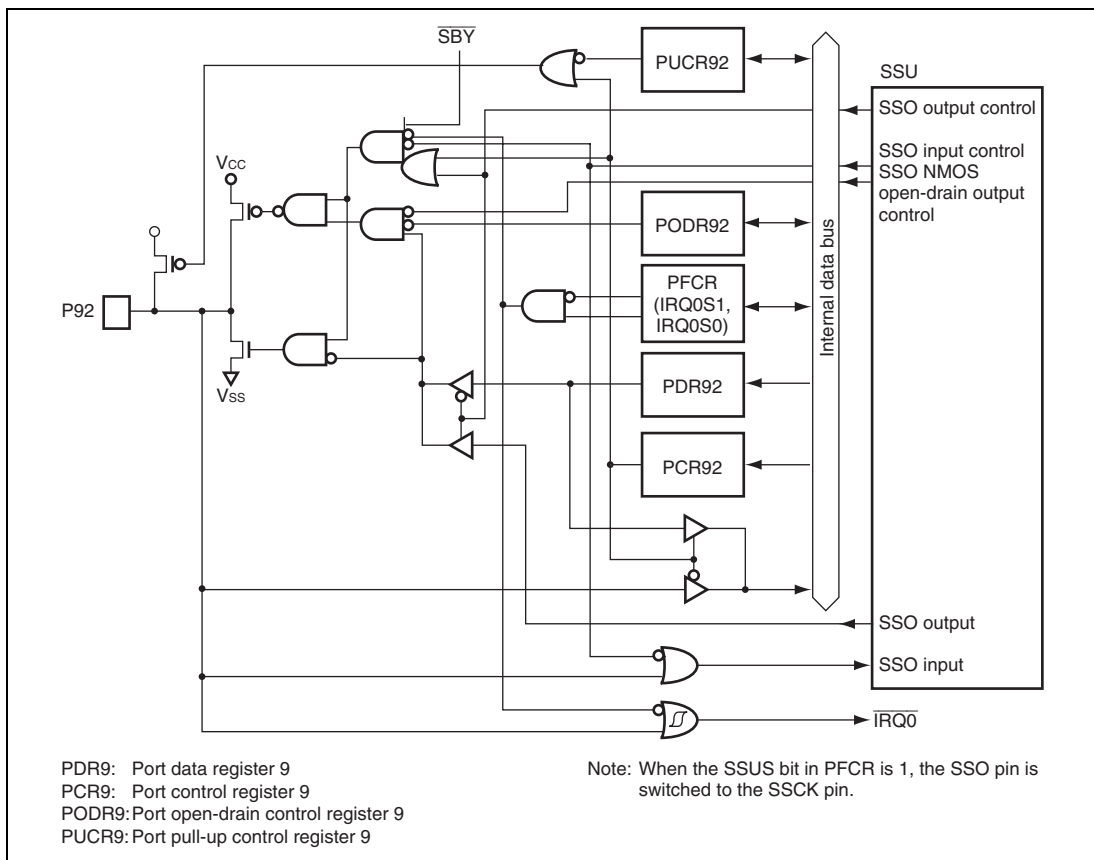 SBY
PUCR92
SSU
SSO output control
SSO input control
SSO NMOS
open-drain output
control
VCC
PODR92
PFCR
(IRQ0S1,
IRQ0S0)
Internal data bus
P92
VSS
PDR92
PCR92
SSO output
SSO input
IRQ0
PDR9: Port data register 9
PCR9: Port control register 9
PODR9: Port open-drain control register 9
PUCR9: Port pull-up control register 9
Note: When the SSUS bit in PFCR is 1, the SSO pin is
switched to the SSCK pin.